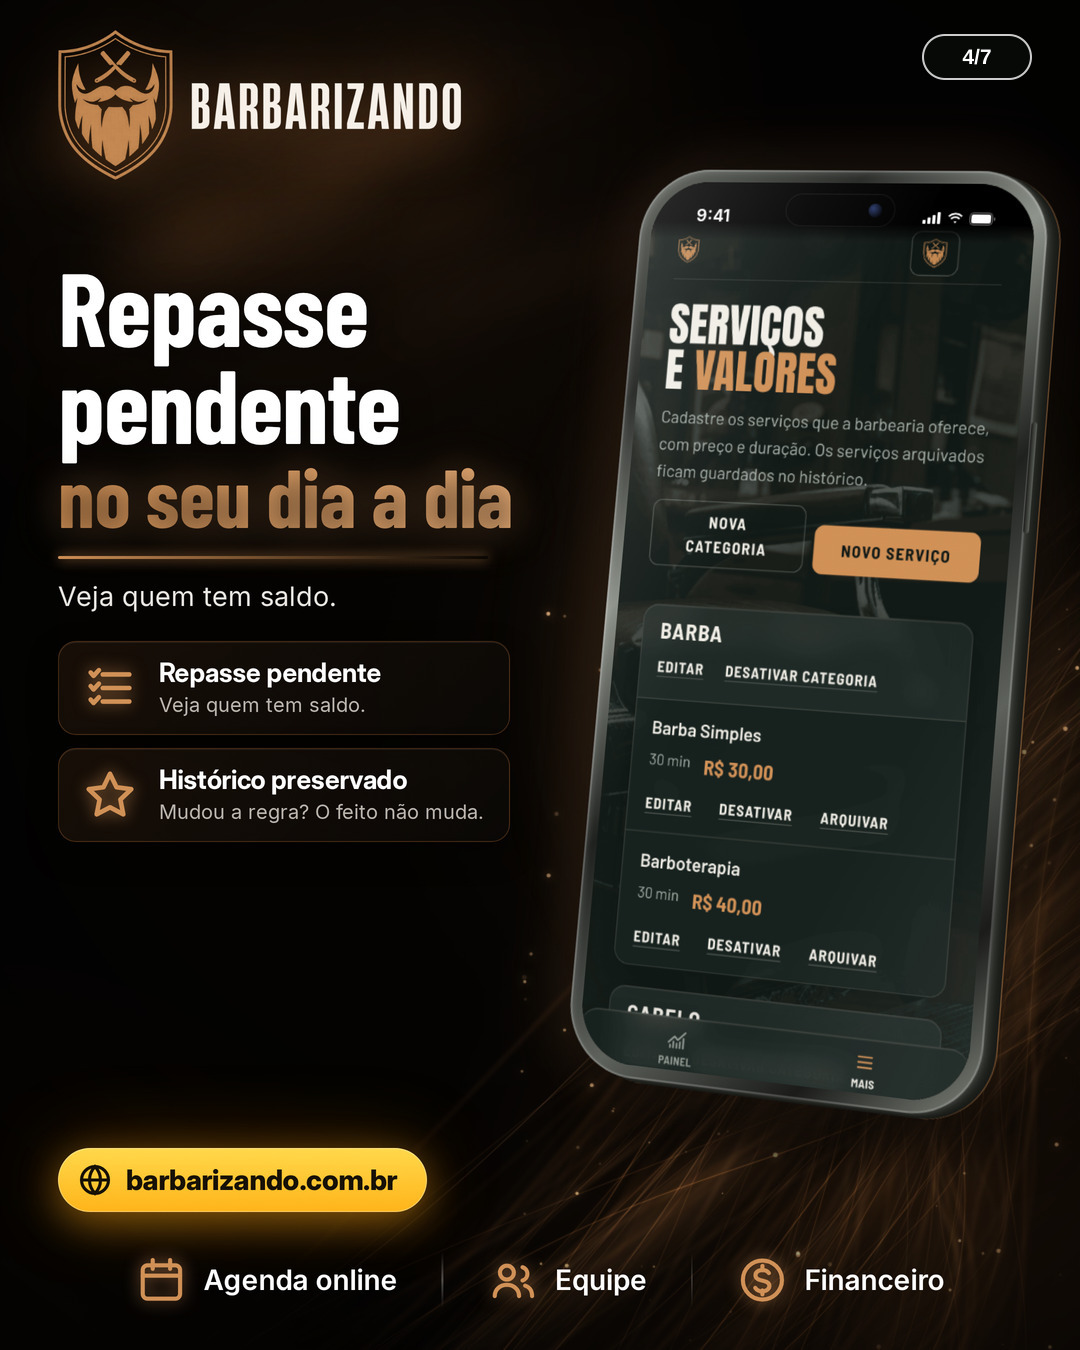 BARBARIZANDO
4/7
Repasse
pendente
no seu dia a dia
Veja quem tem saldo.
Repasse pendente
Veja quem tem saldo.
Histórico preservado
Mudou a regra? O feito não muda.
9:41
SERVIÇOS
E VALORES
Cadastre os serviços que a barbearia oferece,
com preço e duração. Os serviços arquivados
ficam guardados no histórico.
NOVA
CATEGORIA
NOVO SERVIÇO
BARBA
EDITAR DESATIVAR CATEGORIA
Barba Simples
30 min R$ 30,00
EDITAR DESATIVAR ARQUIVAR
Barboterapia
30 min R$ 40,00
EDITAR DESATIVAR ARQUIVAR
CABELO
PAINEL MAIS
barbarizando.com.br
Agenda online Equipe Financeiro